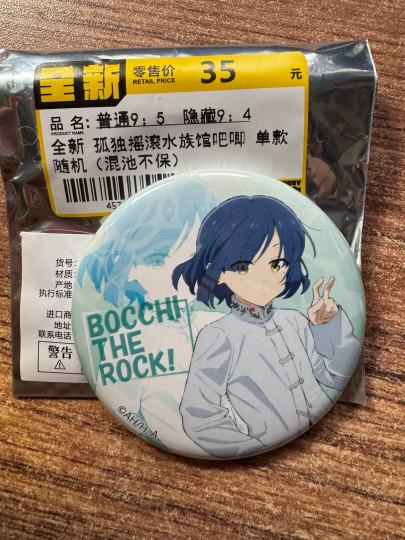 全新 零售价 35 元
RETAIL PRICE
品 名: 普通9: 5 隐藏9: 4
PRODUCT NAME
全新 孤独摇滚水族馆吧唧 单款
随机（混池不保）
货号:
材质:
产地
执行标准
进口商
地址
联系电话
警告
BOCCHI
THE
ROCK!